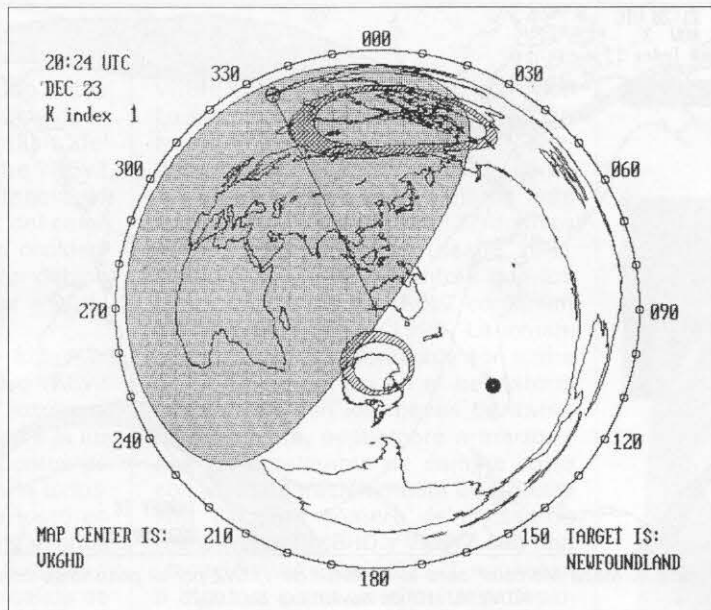 20:24 UTC
DEC 23
K index 1
000
030
060
090
120
150
180
210
240
270
300
330
MAP CENTER IS:
VK6HD
TARGET IS:
NEWFOUNDLAND